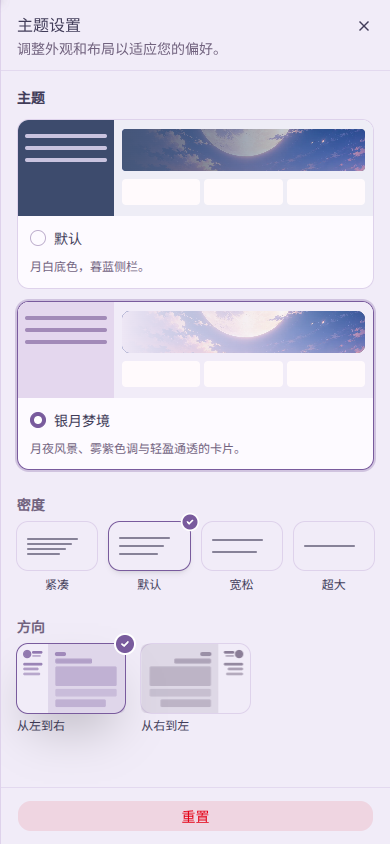 主题设置
调整外观和布局以适应您的偏好。
主题
默认
月白底色，暮蓝侧栏。
银月梦境
月夜风景、雾紫色调与轻盈通透的卡片。
密度
紧凑
默认
宽松
超大
方向
从左到右
从右到左
重置